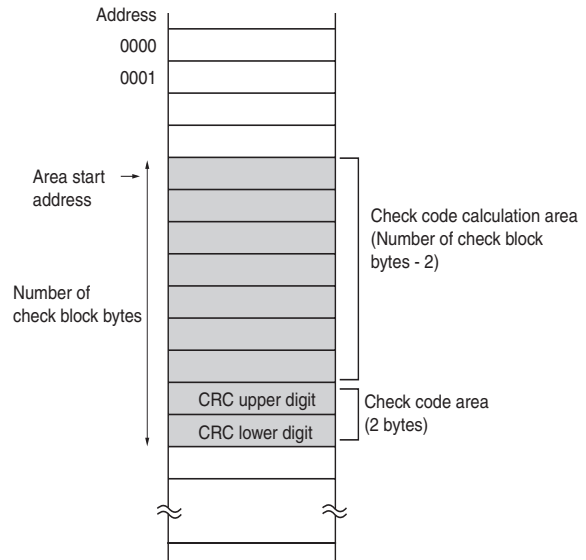 Address
0000
0001
Area start
address
Check code calculation area
(Number of check block
bytes - 2)
Number of
check block bytes
CRC upper digit
CRC lower digit
Check code area
(2 bytes)